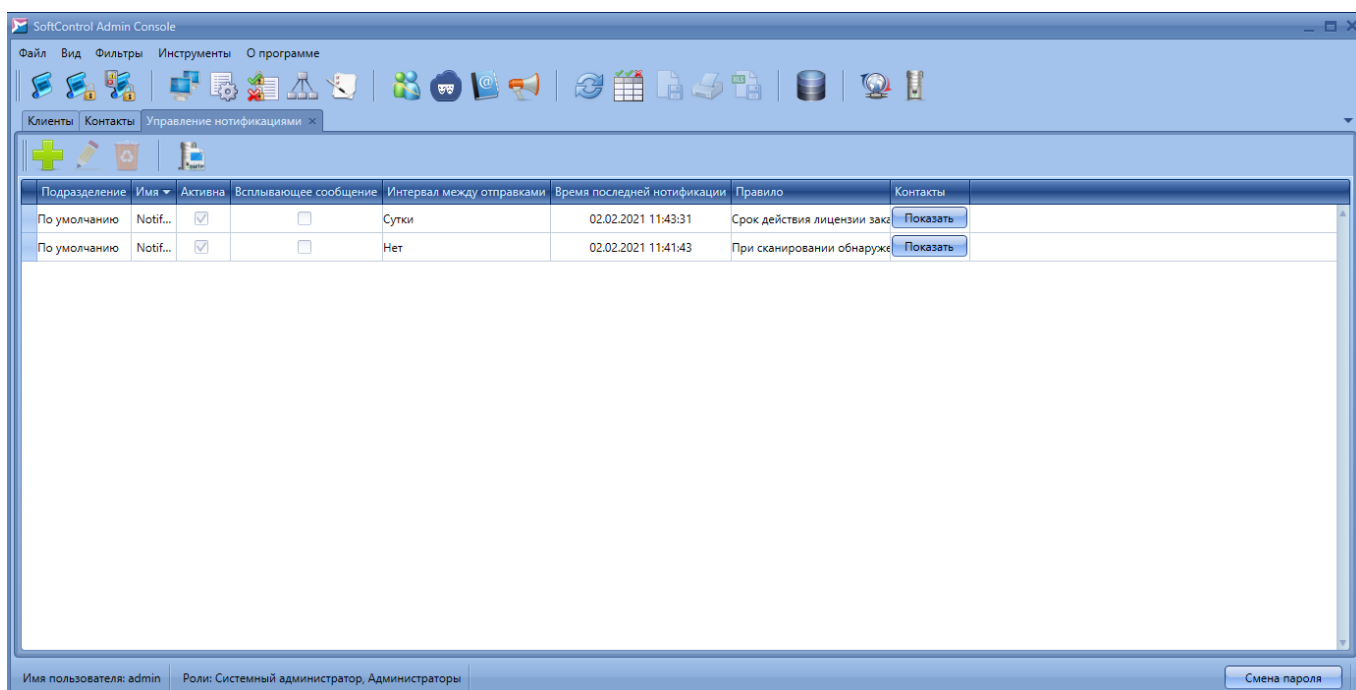 SoftControl Admin Console
Файл Вид Фильтры Инструменты О программе
Клиенты Контакты Управление нотификациями ×
Подразделение Имя Активна Всплывающее сообщение Интервал между отправками Время последней нотификации Правило Контакты
По умолчанию Notif... Сутки 02.02.2021 11:43:31 Срок действия лицензии зака Показать
По умолчанию Notif... Нет 02.02.2021 11:41:43 При сканировании обнаруже Показать
Имя пользователя: admin Роли: Системный администратор, Администраторы Смена пароля